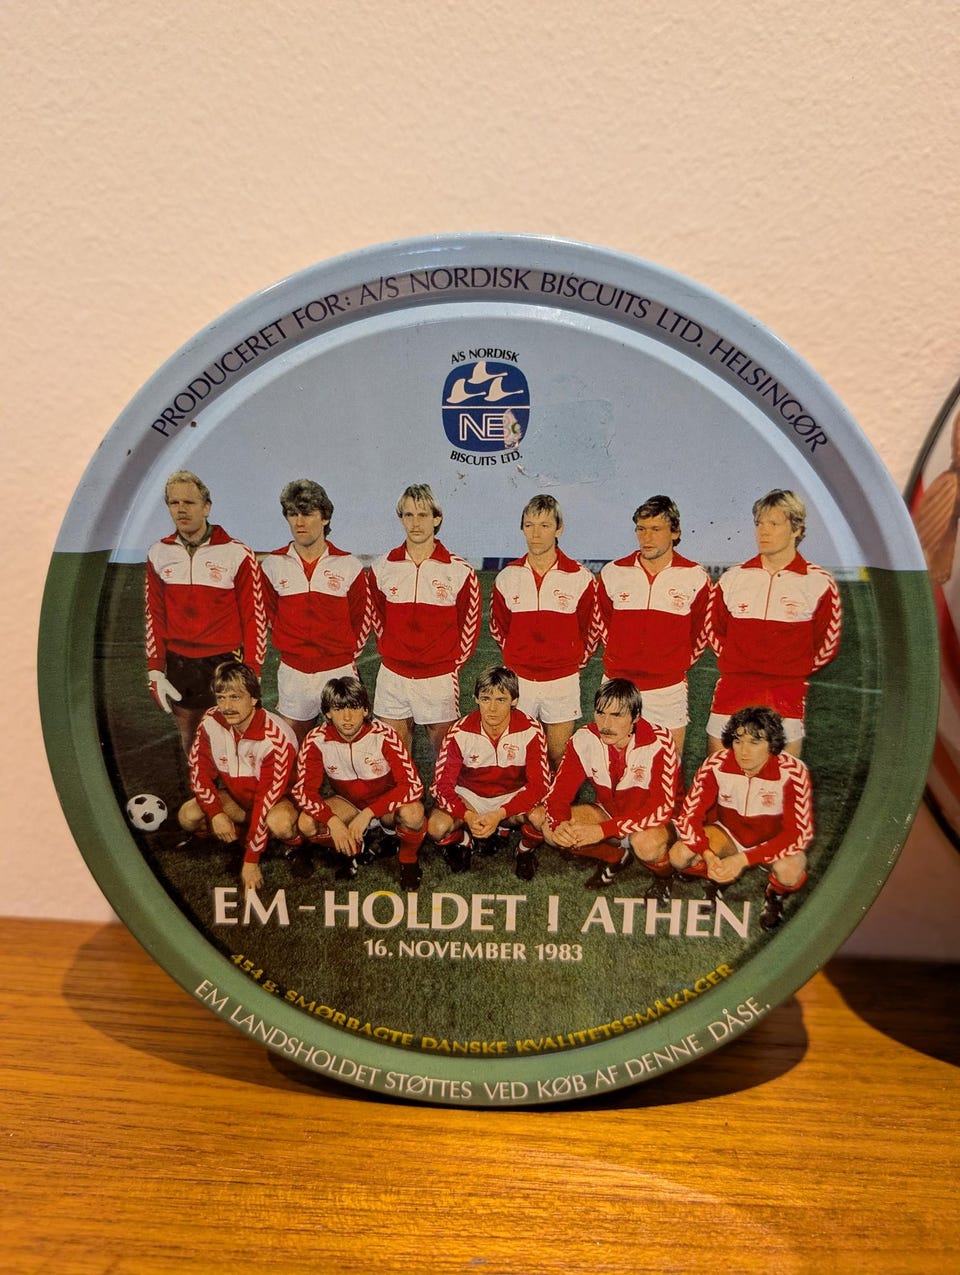 PRODUCERET FOR: A/S NORDISK BISCUITS LTD. HELSINGØR
A/S NORDISK
NB
BISCUITS LTD.
EM-HOLDET I ATHEN
16. NOVEMBER 1983
454 g. SMØRBAGTE DANSKE KVALITETSSMÅKAGER
EM LANDSHOLDET STØTTES VED KØB AF DENNE DÅSE.